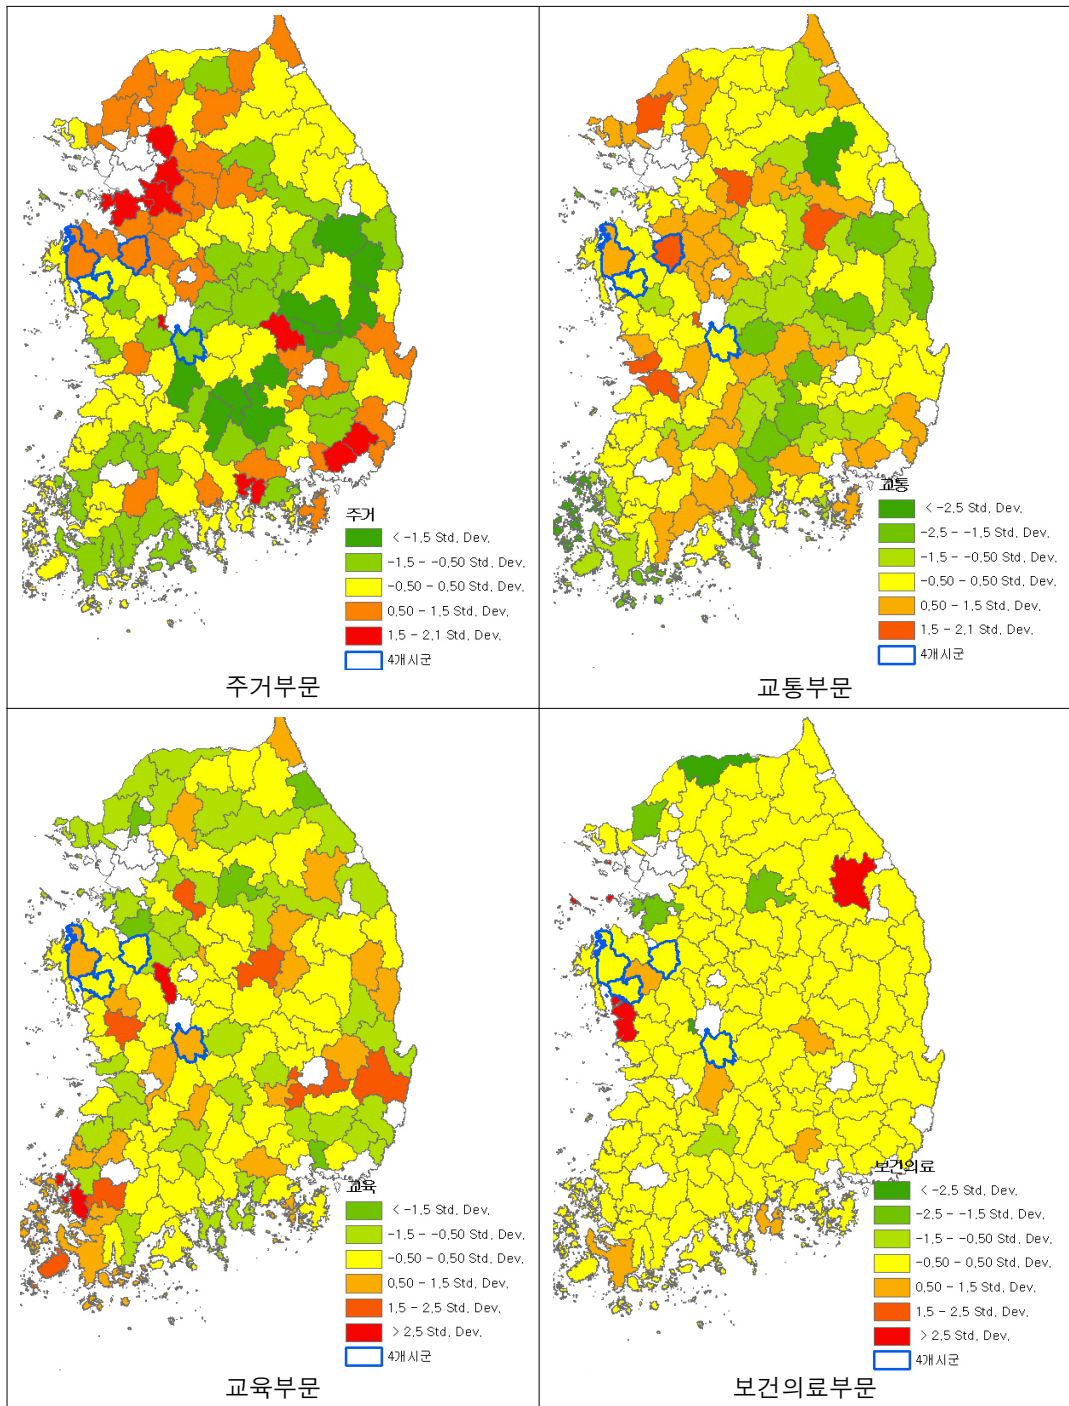 주거
< -1.5 Std. Dev.
-1.5 - -0.50 Std. Dev.
-0.50 - 0.50 Std. Dev.
0.50 - 1.5 Std. Dev.
1.5 - 2.1 Std. Dev.
4개시군
주거부문
교통
< -2.5 Std. Dev.
-2.5 - -1.5 Std. Dev.
-1.5 - -0.50 Std. Dev.
-0.50 - 0.50 Std. Dev.
0.50 - 1.5 Std. Dev.
1.5 - 2.1 Std. Dev.
4개시군
교통부문
교육
< -1.5 Std. Dev.
-1.5 - -0.50 Std. Dev.
-0.50 - 0.50 Std. Dev.
0.50 - 1.5 Std. Dev.
1.5 - 2.5 Std. Dev.
> 2.5 Std. Dev.
4개시군
교육부문
보건의료
< -2.5 Std. Dev.
-2.5 - -1.5 Std. Dev.
-1.5 - -0.50 Std. Dev.
-0.50 - 0.50 Std. Dev.
0.50 - 1.5 Std. Dev.
1.5 - 2.5 Std. Dev.
> 2.5 Std. Dev.
4개시군
보건의료부문